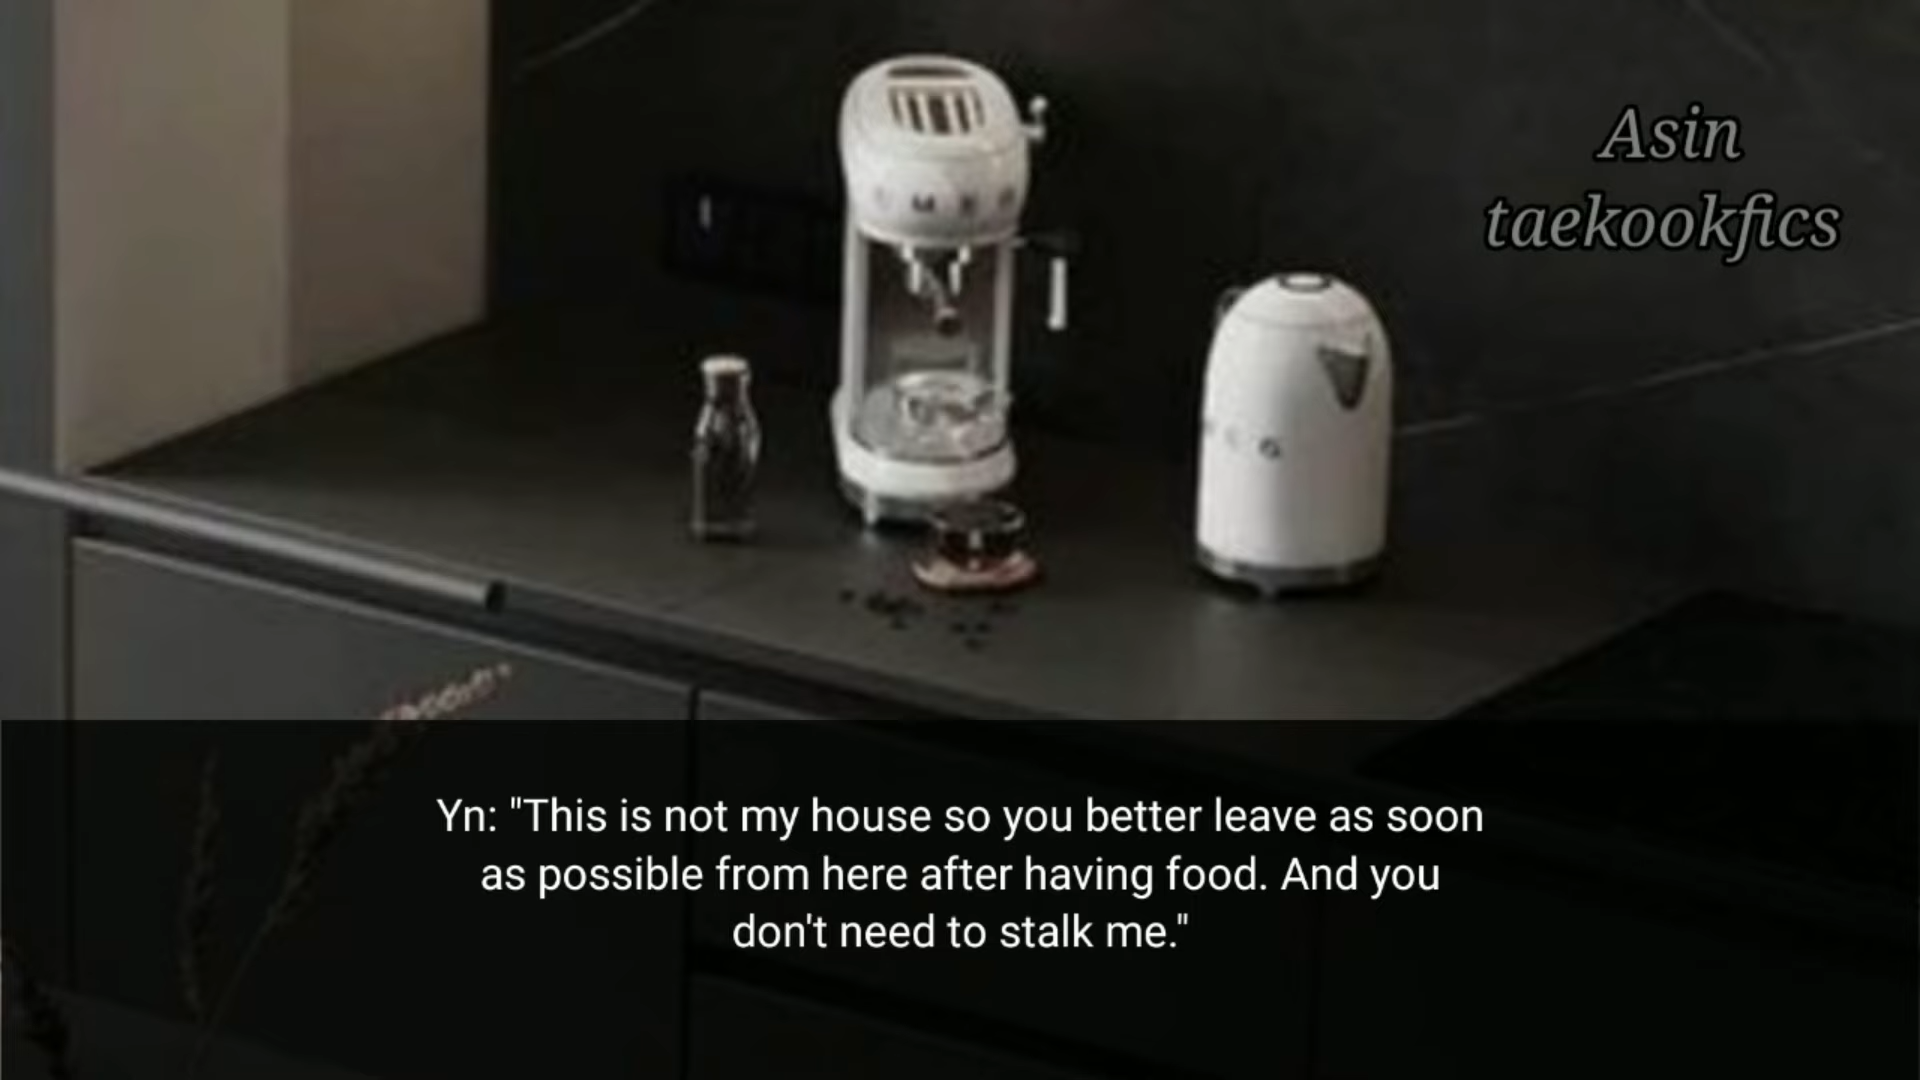 Asin
taekookfics
Yn: "This is not my house so you better leave as soon
as possible from here after having food. And you
don't need to stalk me."